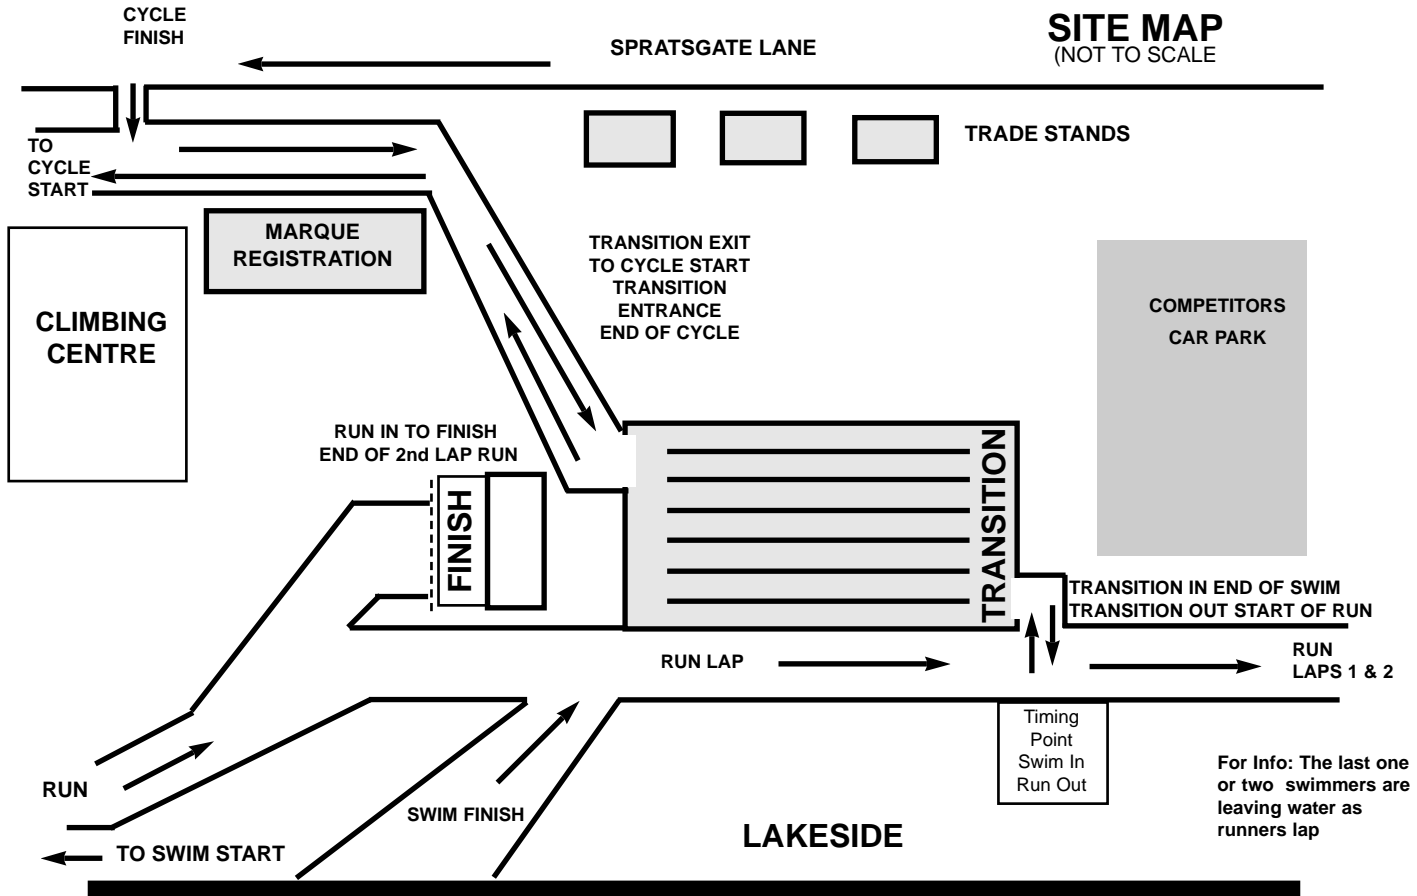 CYCLE
FINISH
SPRATSGATE LANE
SITE MAP
(NOT TO SCALE
TRADE STANDS
TO
CYCLE
START
MARQUE
REGISTRATION
TRANSITION EXIT
TO CYCLE START
TRANSITION
ENTRANCE
END OF CYCLE
CLIMBING
CENTRE
COMPETITORS
CAR PARK
RUN IN TO FINISH
END OF 2nd LAP RUN
FINISH
TRANSITION
TRANSITION IN END OF SWIM
TRANSITION OUT START OF RUN
RUN LAP
RUN
LAPS 1 & 2
Timing
Point
Swim In
Run Out
For Info: The last one
or two swimmers are
leaving water as
runners lap
RUN
SWIM FINISH
LAKESIDE
TO SWIM START